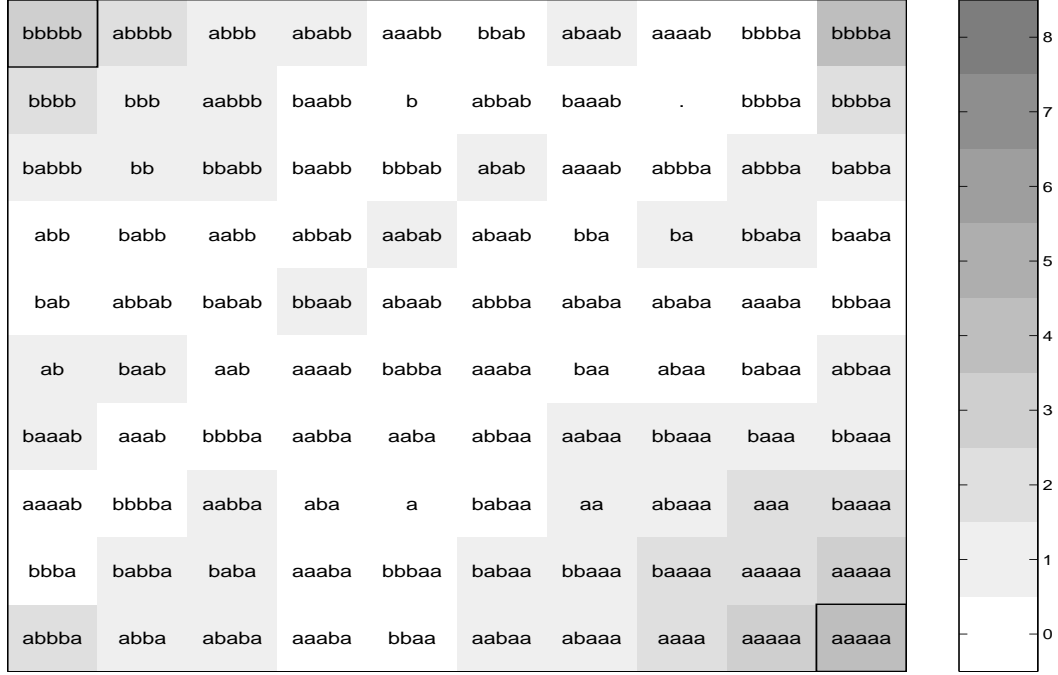 bbbbb abbbb abbb ababb aaabb bbab abaab aaaab bbbba bbbba
bbbb bbb aabbb baabb b abbab baaab . bbbba bbbba
babbb bb bbabb baabb bbbab abab aaaab abbba abbba babba
abb babb aabb abbab aabab abaab bba ba bbaba baaba
bab abbab babab bbaab abaab abbba ababa ababa aaaba bbbaa
ab baab aab aaaab babba aaaba baa abaa babaa abbaa
baaab aaab bbbba aabba aaba abbaa aabaa bbaaa baaa bbaaa
aaaab bbbba aabba aba a babaa aa abaaa aaa baaaa
bbba babba baba aaaba bbbaa babaa bbaaa baaaa aaaaa aaaaa
abbba abba ababa aaaba bbaa aabaa abaaa aaaa aaaaa aaaaa
8
7
6
5
4
3
2
1
0